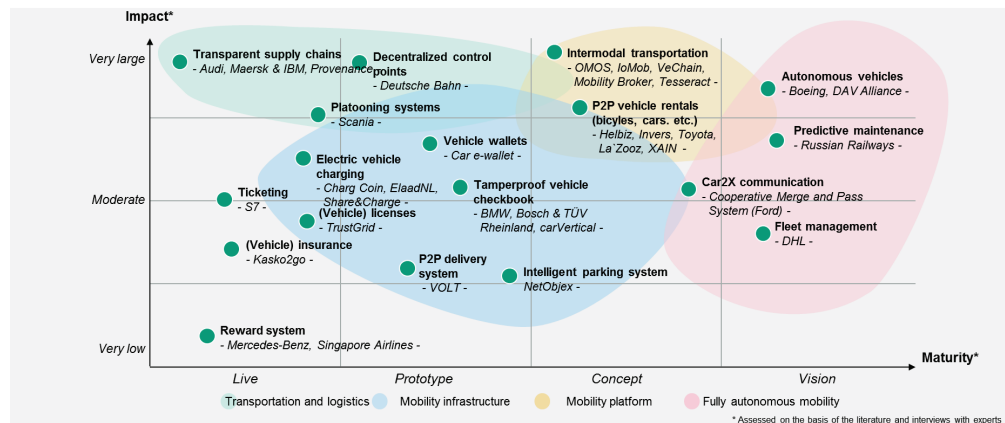 Impact*
Very large
Transparent supply chains
- Audi, Maersk & IBM, Provenance -
Decentralized control
points
- Deutsche Bahn -
Intermodal transportation
- OMOS, IoMob, VeChain,
Mobility Broker, Tesseract -
Autonomous vehicles
- Boeing, DAV Alliance -
Platooning systems
- Scania -
P2P vehicle rentals
(bicycles, cars. etc.)
- Helbiz, Invers, Toyota,
La`Zooz, XAIN -
Predictive maintenance
- Russian Railways -
Vehicle wallets
- Car e-wallet -
Electric vehicle
charging
- Charg Coin, ElaadNL,
Share&Charge -
Moderate
Ticketing
- S7 -
Tamperproof vehicle
checkbook
- BMW, Bosch & TÜV
Rheinland, carVertical -
Car2X communication
- Cooperative Merge and Pass
System (Ford) -
(Vehicle) licenses
- TrustGrid -
Fleet management
- DHL -
(Vehicle) insurance
- Kasko2go -
P2P delivery
system
- VOLT -
Intelligent parking system
NetObjex -
Reward system
- Mercedes-Benz, Singapore Airlines -
Very low
Maturity*
Live
Prototype
Concept
Vision
Transportation and logistics
Mobility infrastructure
Mobility platform
Fully autonomous mobility
* Assessed on the basis of the literature and interviews with experts